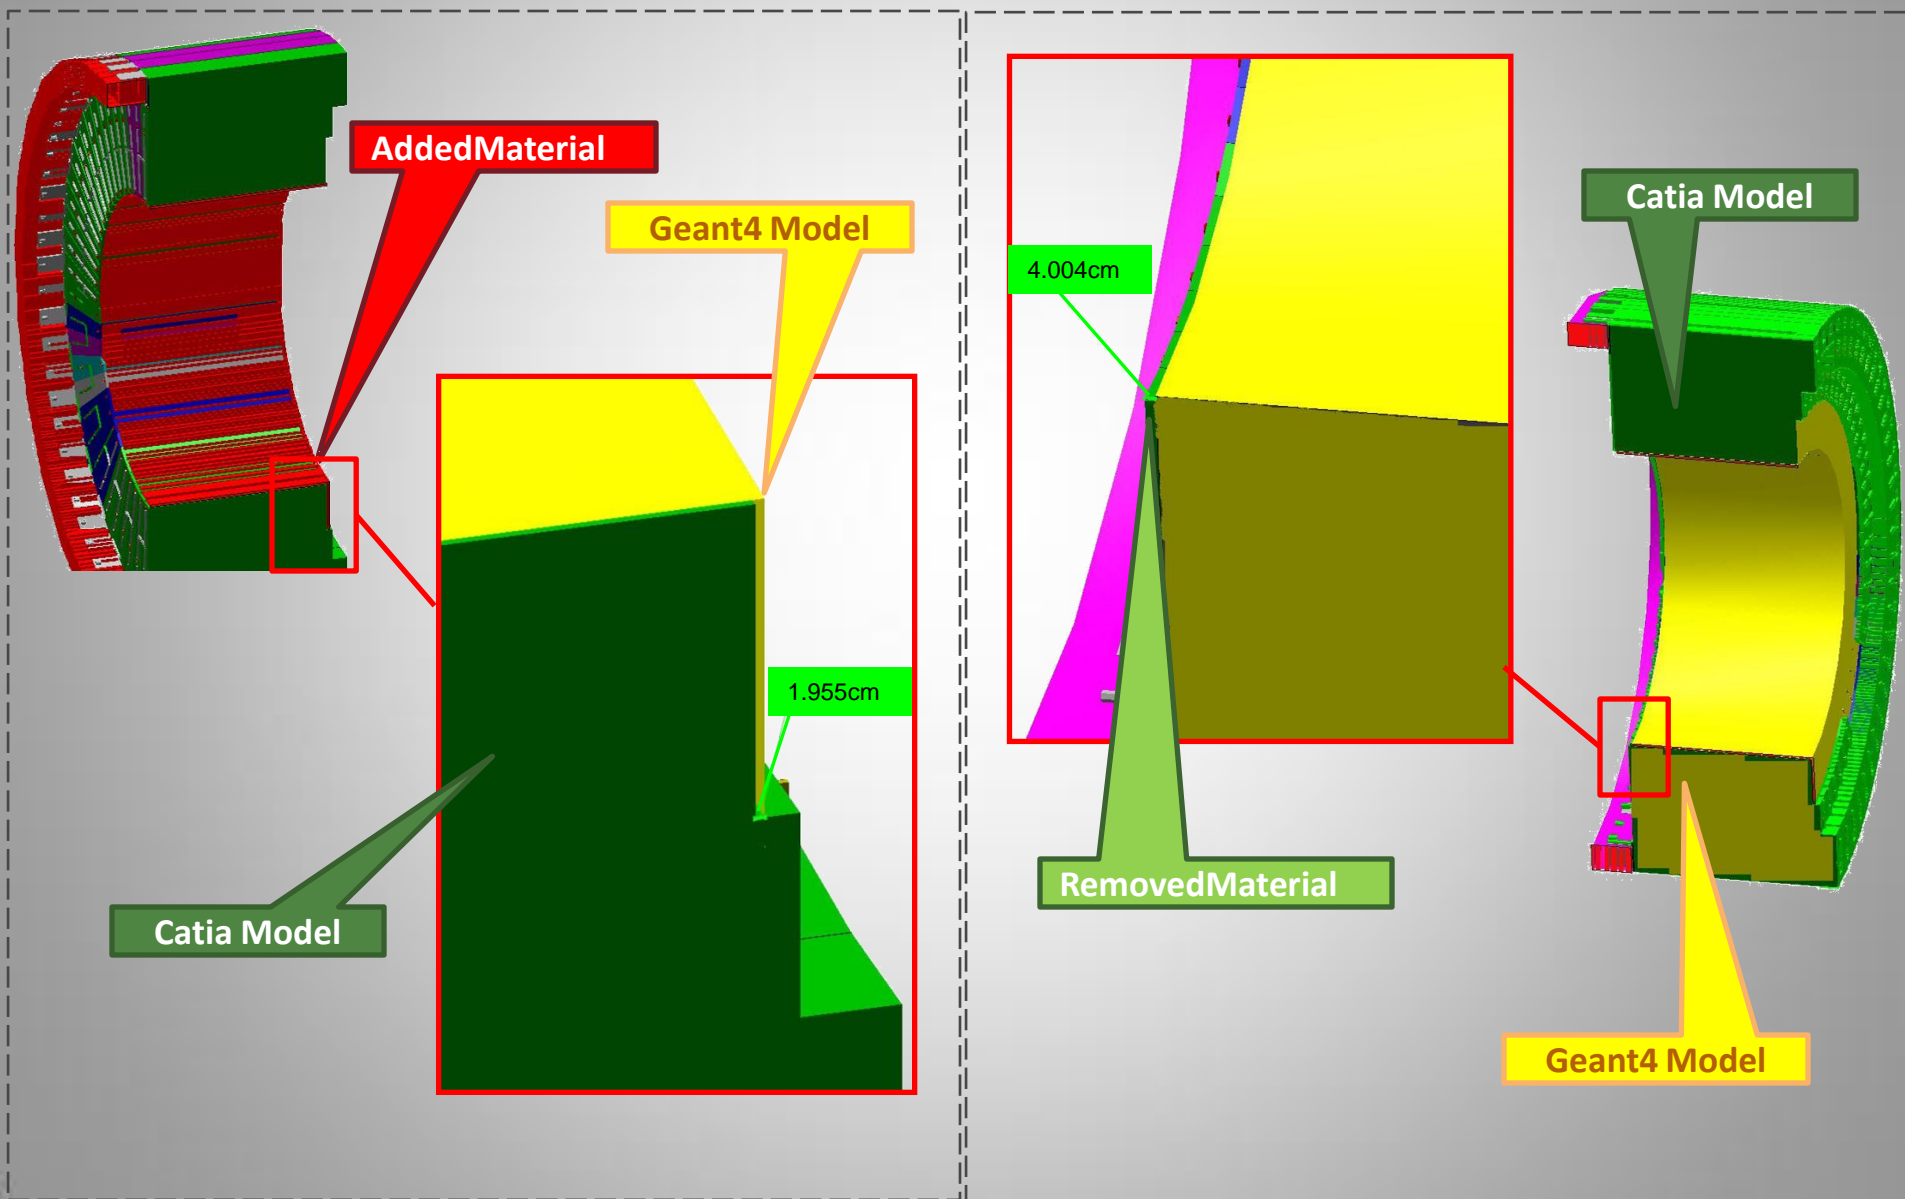 AddedMaterial
Geant4 Model
1.955cm
Catia Model
4.004cm
Catia Model
RemovedMaterial
Geant4 Model